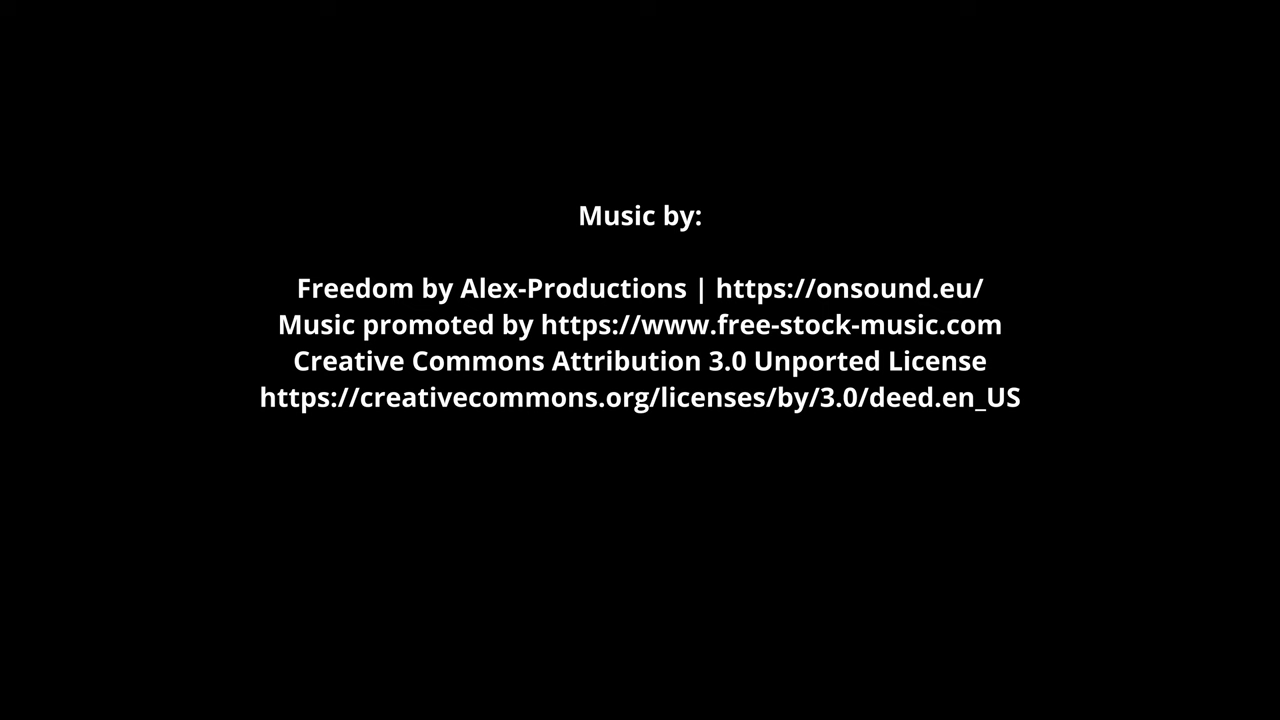 Music by:
Freedom by Alex-Productions | https://onsound.eu/
Music promoted by https://www.free-stock-music.com
Creative Commons Attribution 3.0 Unported License
https://creativecommons.org/licenses/by/3.0/deed.en_US